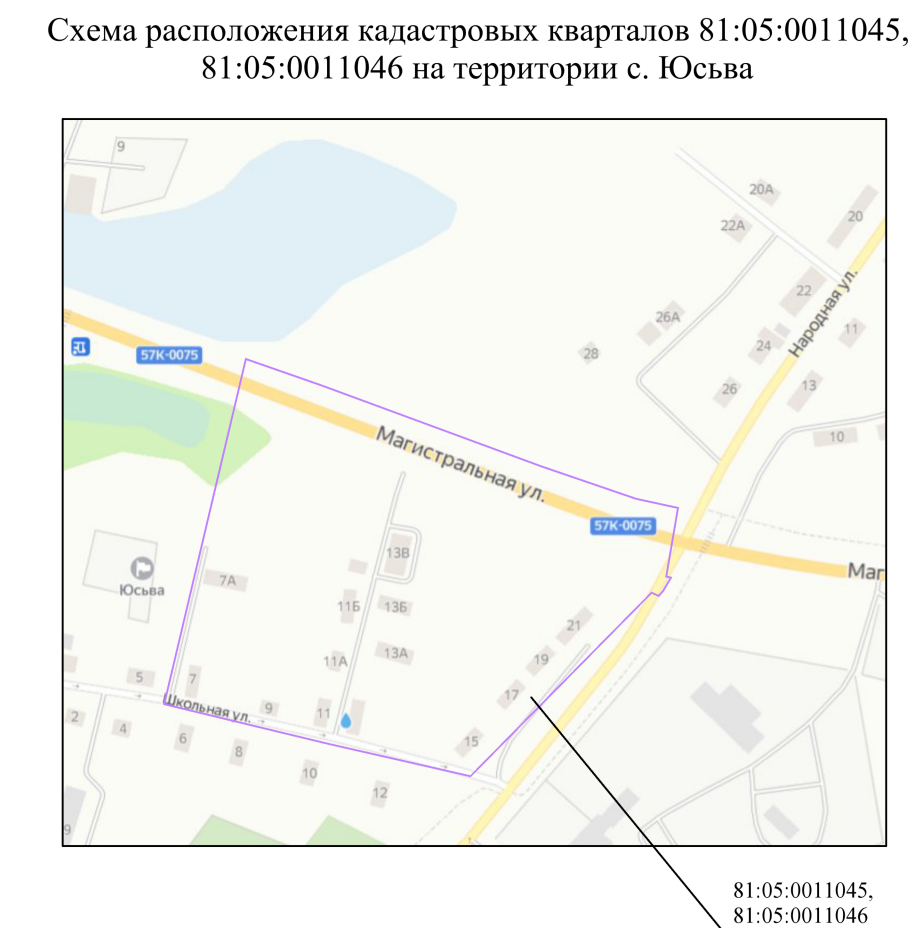 Схема расположения кадастровых кварталов 81:05:0011045,
81:05:0011046 на территории с. Юсьва
9
20А
22А
20
22
26А
Народная ул.
11
24
28
57К-0075
26
13
10
Магистральная ул.
57К-0075
13В
Маг
Юсьва
7А
11Б
13Б
21
11А
13А
19
5
7
17
Школьная ул.
9
11
2
4
6
8
15
10
12
9
81:05:0011045,
81:05:0011046